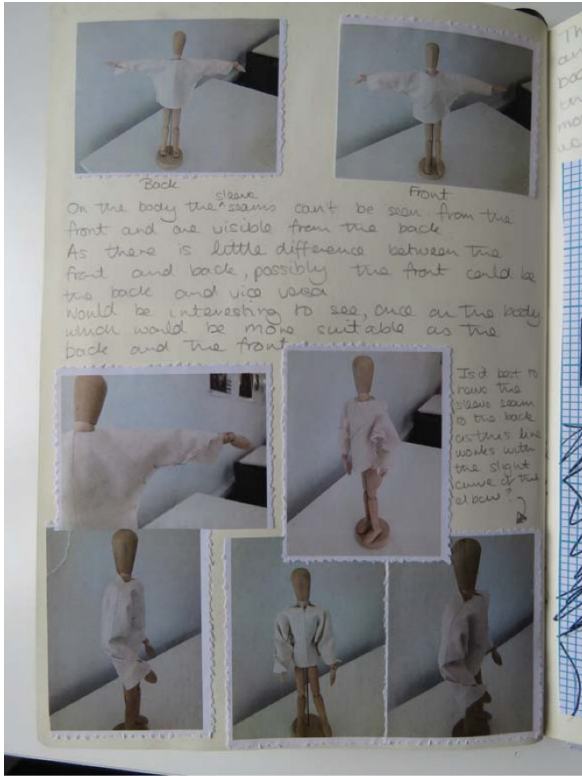 Back
Front
On the body the sleeve seams can't be seen from the
front and are visible from the back
As there is little difference between the
front and back, possibly the front could be
the back and vice versa
Would be interesting to see, once on the body,
which would be more suitable as the
back and the front
Is it best to
have the
sleeve seam
to the back
as this line
works with
the slight
curve of the
elbow?